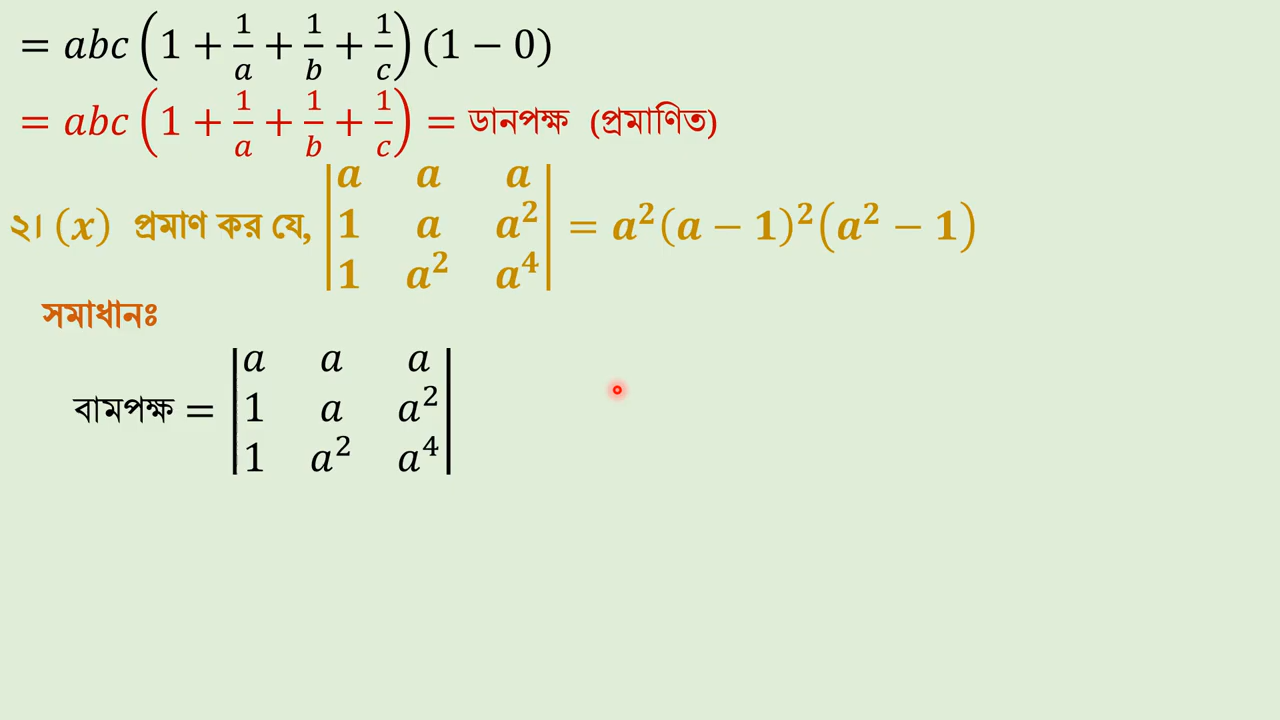 = abc(1 + 1/a + 1/b + 1/c)(1 − 0)
= abc(1 + 1/a + 1/b + 1/c) = ডানপক্ষ (প্রমাণিত)
২। (x) প্রমাণ কর যে, |a a a; 1 a a²; 1 a² a⁴| = a²(a − 1)²(a² − 1)
সমাধানঃ
বামপক্ষ = |a a a; 1 a a²; 1 a² a⁴|